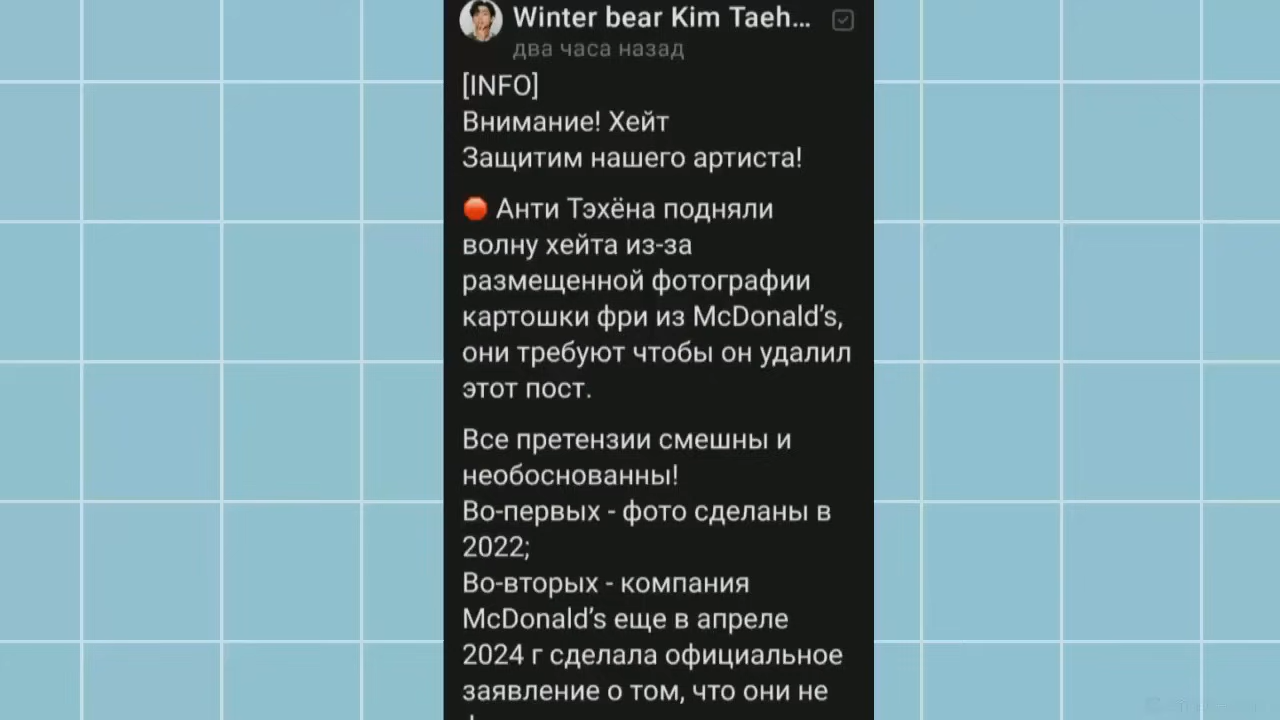 Winter bear Kim Taeh...
два часа назад
[INFO]
Внимание! Хейт
Защитим нашего артиста!
Анти Тэхёна подняли
волну хейта из-за
размещенной фотографии
картошки фри из McDonald’s,
они требуют чтобы он удалил
этот пост.
Все претензии смешны и
необоснованны!
Во-первых - фото сделаны в
2022;
Во-вторых - компания
McDonald’s еще в апреле
2024 г сделала официальное
заявление о том, что они не